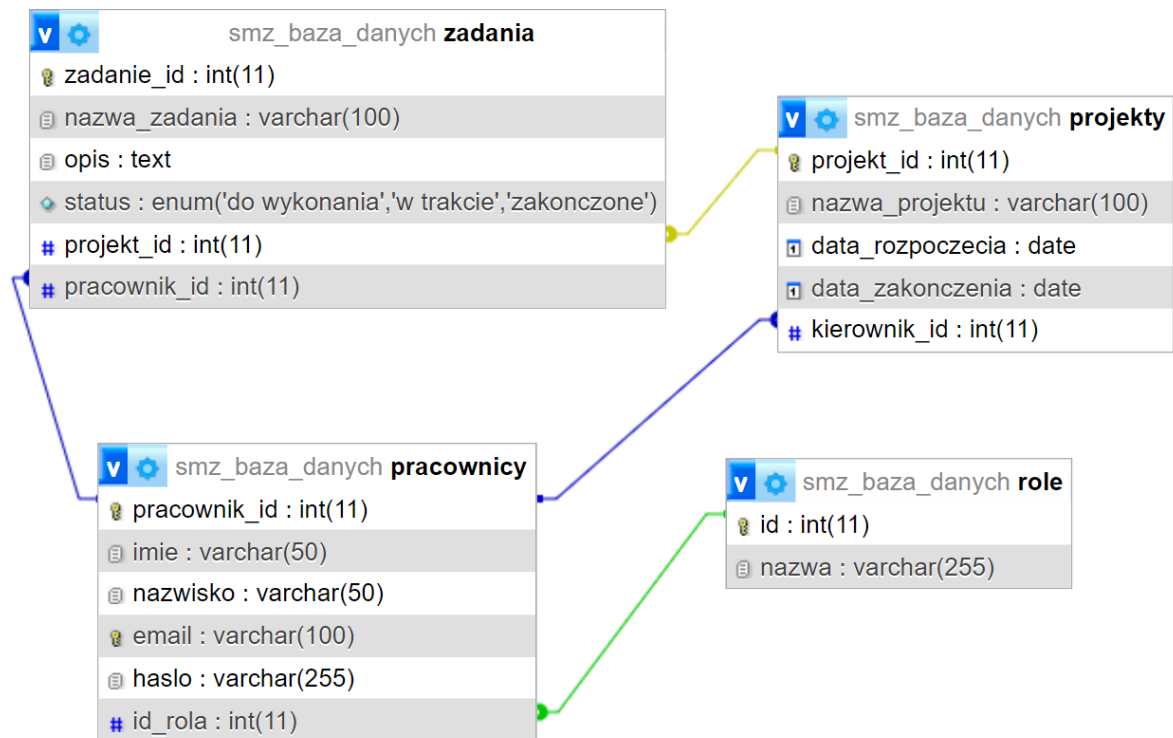 v smz_baza_danych zadania
zadanie_id : int(11)
nazwa_zadania : varchar(100)
opis : text
status : enum('do wykonania','w trakcie','zakonczone')
# projekt_id : int(11)
# pracownik_id : int(11)
v smz_baza_danych projekty
projekt_id : int(11)
nazwa_projektu : varchar(100)
data_rozpoczecia : date
data_zakonczenia : date
# kierownik_id : int(11)
v smz_baza_danych pracownicy
pracownik_id : int(11)
imie : varchar(50)
nazwisko : varchar(50)
email : varchar(100)
haslo : varchar(255)
# id_rola : int(11)
v smz_baza_danych role
id : int(11)
nazwa : varchar(255)